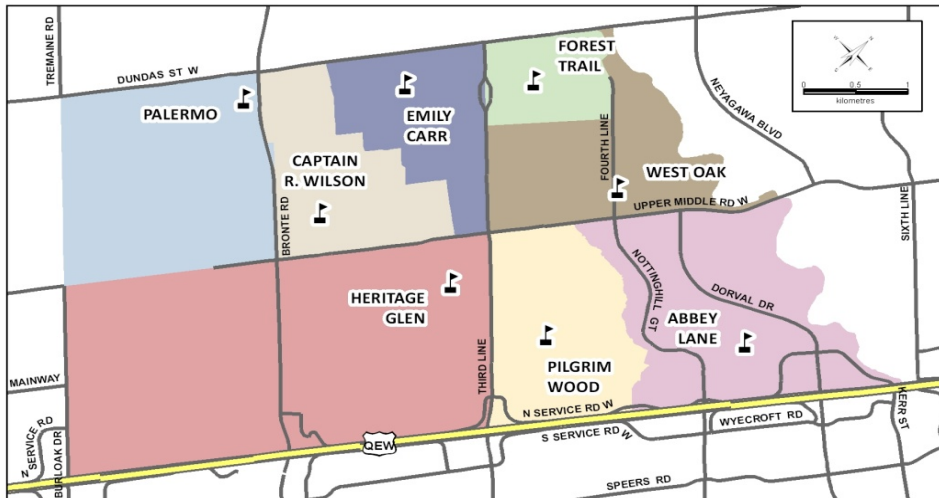 TREMAINE RD
DUNDAS ST W
PALERMO
EMILY
CARR
FOREST
TRAIL
CAPTAIN
R. WILSON
BRONTE RD
FOURTH LINE
WEST OAK
NEYAGAWA BLVD
0 0.5 1
kilometres
UPPER MIDDLE RD W
SIXTH LINE
HERITAGE
GLEN
THIRD LINE
NOTTINGHILL GT
DORVAL DR
ABBEY
LANE
PILGRIM
WOOD
MAINWAY
N SERVICE RD
BURLOAK DR
QEW
N SERVICE RD W
S SERVICE RD W
WYECROFT RD
KERR ST
SPEERS RD